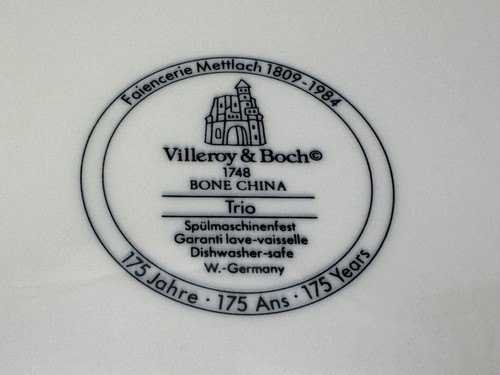 Faiencerie Mettlach 1809-1984
Villeroy & Boch©
1748
BONE CHINA
Trio
Spülmaschinenfest
Garanti lave-vaisselle
Dishwasher-safe
W.-Germany
175 Jahre · 175 Ans · 175 Years